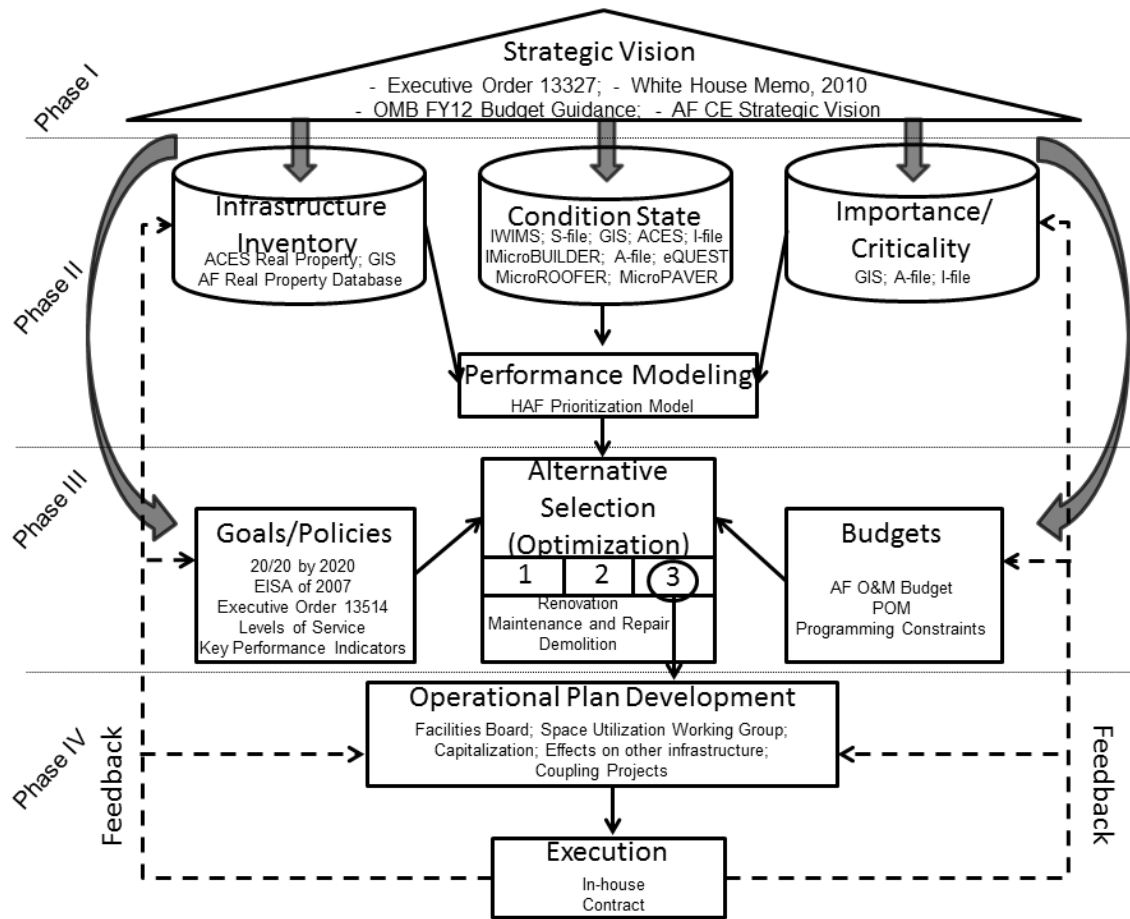 Phase I
Strategic Vision
- Executive Order 13327; - White House Memo, 2010
- OMB FY12 Budget Guidance; - AF CE Strategic Vision
Phase II
Infrastructure
Inventory
ACES Real Property; GIS
AF Real Property Database
Condition State
IWIMS; S-file; GIS; ACES; I-file
IMicroBUILDER; A-file; eQUEST
MicroROOFER; MicroPAVER
Importance/
Criticality
GIS; A-file; I-file
Performance Modeling
HAF Prioritization Model
Phase III
Goals/Policies
20/20 by 2020
EISA of 2007
Executive Order 13514
Levels of Service
Key Performance Indicators
Alternative
Selection
(Optimization)
1 2 3
Renovation
Maintenance and Repair
Demolition
Budgets
AF O&M Budget
POM
Programming Constraints
Phase IV
Feedback
Operational Plan Development
Facilities Board; Space Utilization Working Group;
Capitalization; Effects on other infrastructure;
Coupling Projects
Feedback
Execution
In-house
Contract